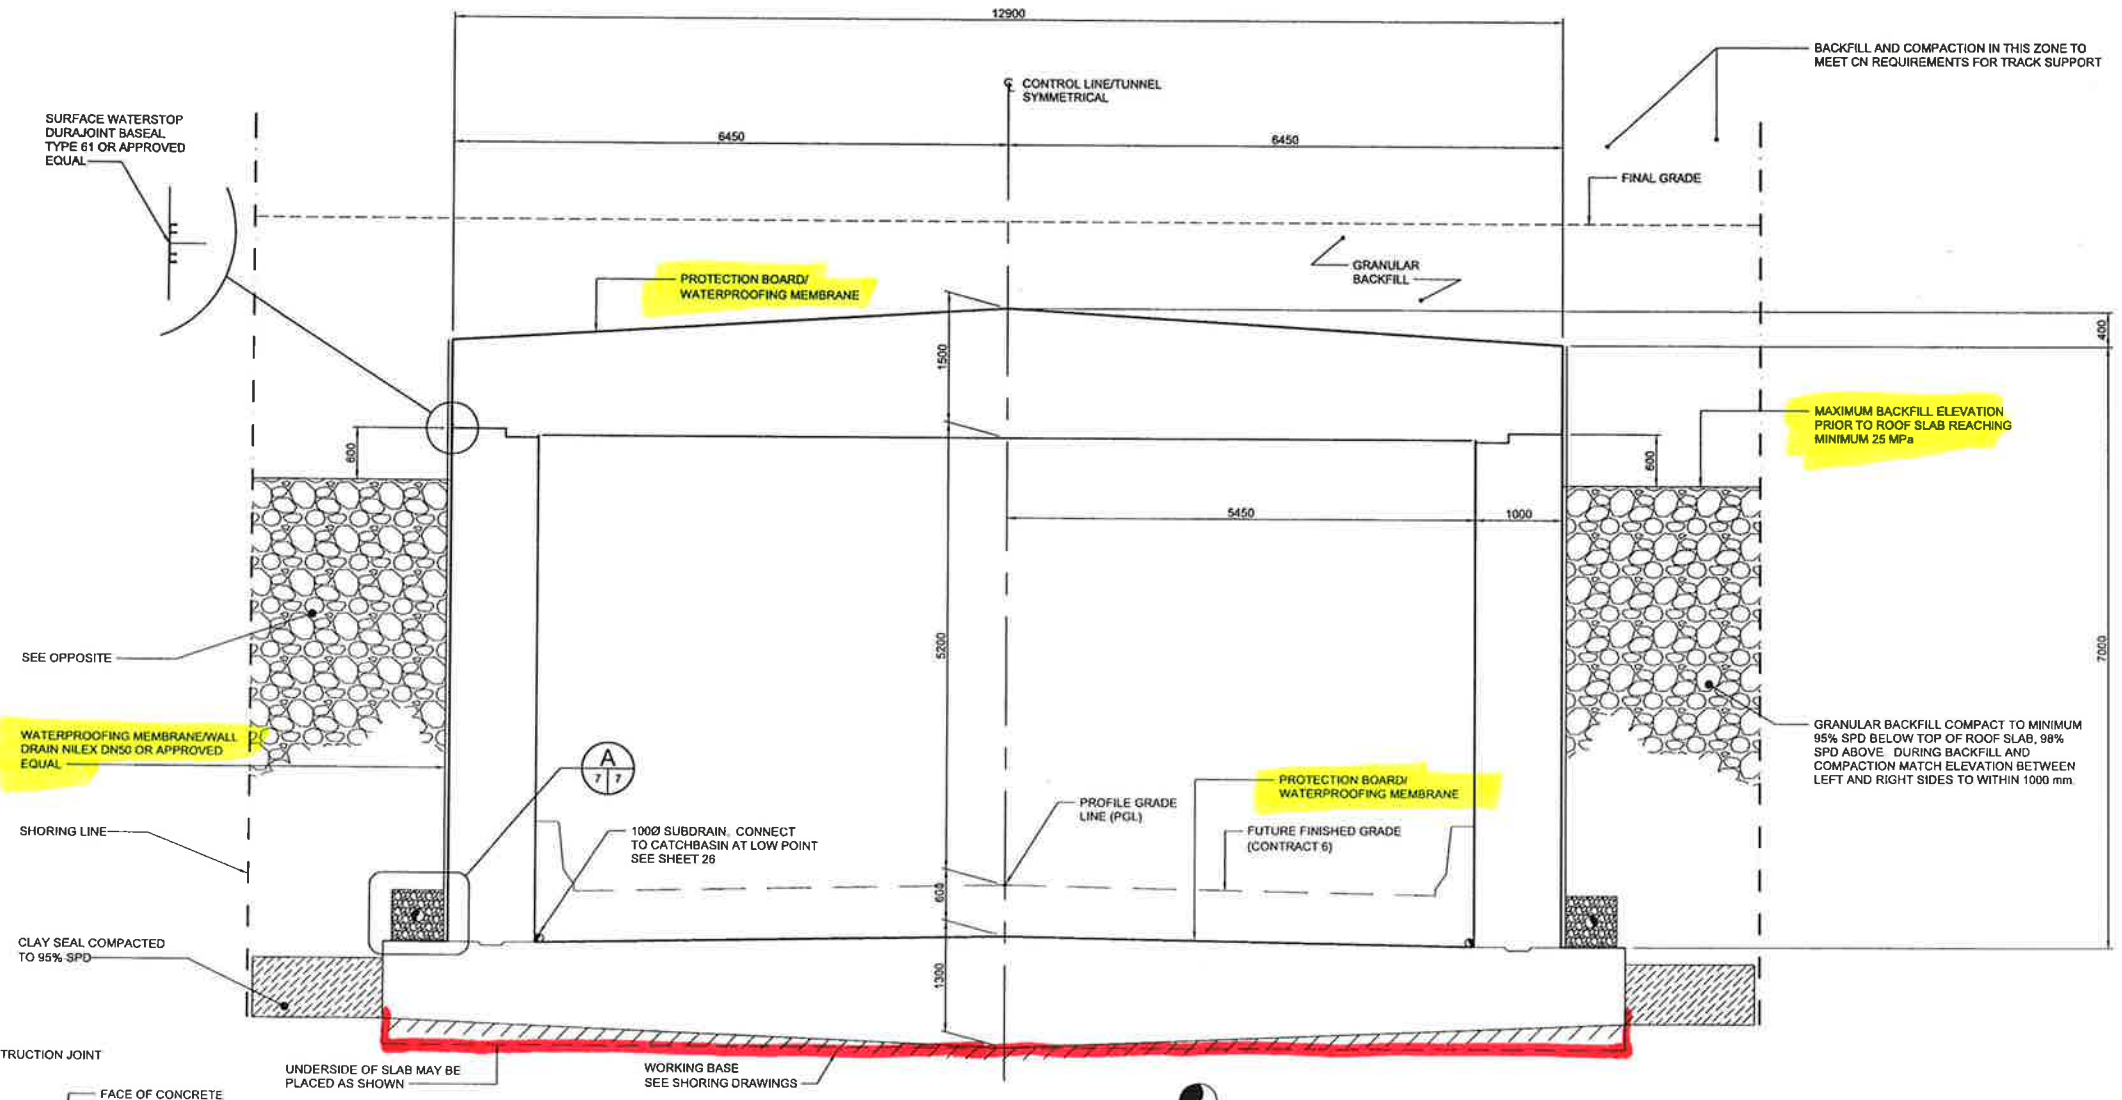 12900
BACKFILL AND COMPACTION IN THIS ZONE TO
MEET CN REQUIREMENTS FOR TRACK SUPPORT
CONTROL LINE/TUNNEL
SYMMETRICAL
SURFACE WATERSTOP
DURAJOINT BASEAL
TYPE 61 OR APPROVED
EQUAL
6450
6450
FINAL GRADE
GRANULAR
BACKFILL
PROTECTION BOARD/
WATERPROOFING MEMBRANE
400
1500
MAXIMUM BACKFILL ELEVATION
PRIOR TO ROOF SLAB REACHING
MINIMUM 25 MPa
600
600
5450
1000
5200
7000
SEE OPPOSITE
WATERPROOFING MEMBRANE/WALL
DRAIN NILEX DN50 OR APPROVED
EQUAL
GRANULAR BACKFILL COMPACT TO MINIMUM
95% SPD BELOW TOP OF ROOF SLAB, 98%
SPD ABOVE. DURING BACKFILL AND
COMPACTION MATCH ELEVATION BETWEEN
LEFT AND RIGHT SIDES TO WITHIN 1000 mm.
A
7 7
PROTECTION BOARD/
WATERPROOFING MEMBRANE
PROFILE GRADE
LINE (PGL)
SHORING LINE
100Ø SUBDRAIN. CONNECT
TO CATCHBASIN AT LOW POINT
SEE SHEET 26
FUTURE FINISHED GRADE
(CONTRACT 6)
600
CLAY SEAL COMPACTED
TO 95% SPD
1300
TRUCTION JOINT
UNDERSIDE OF SLAB MAY BE
PLACED AS SHOWN
WORKING BASE
SEE SHORING DRAWINGS
FACE OF CONCRETE